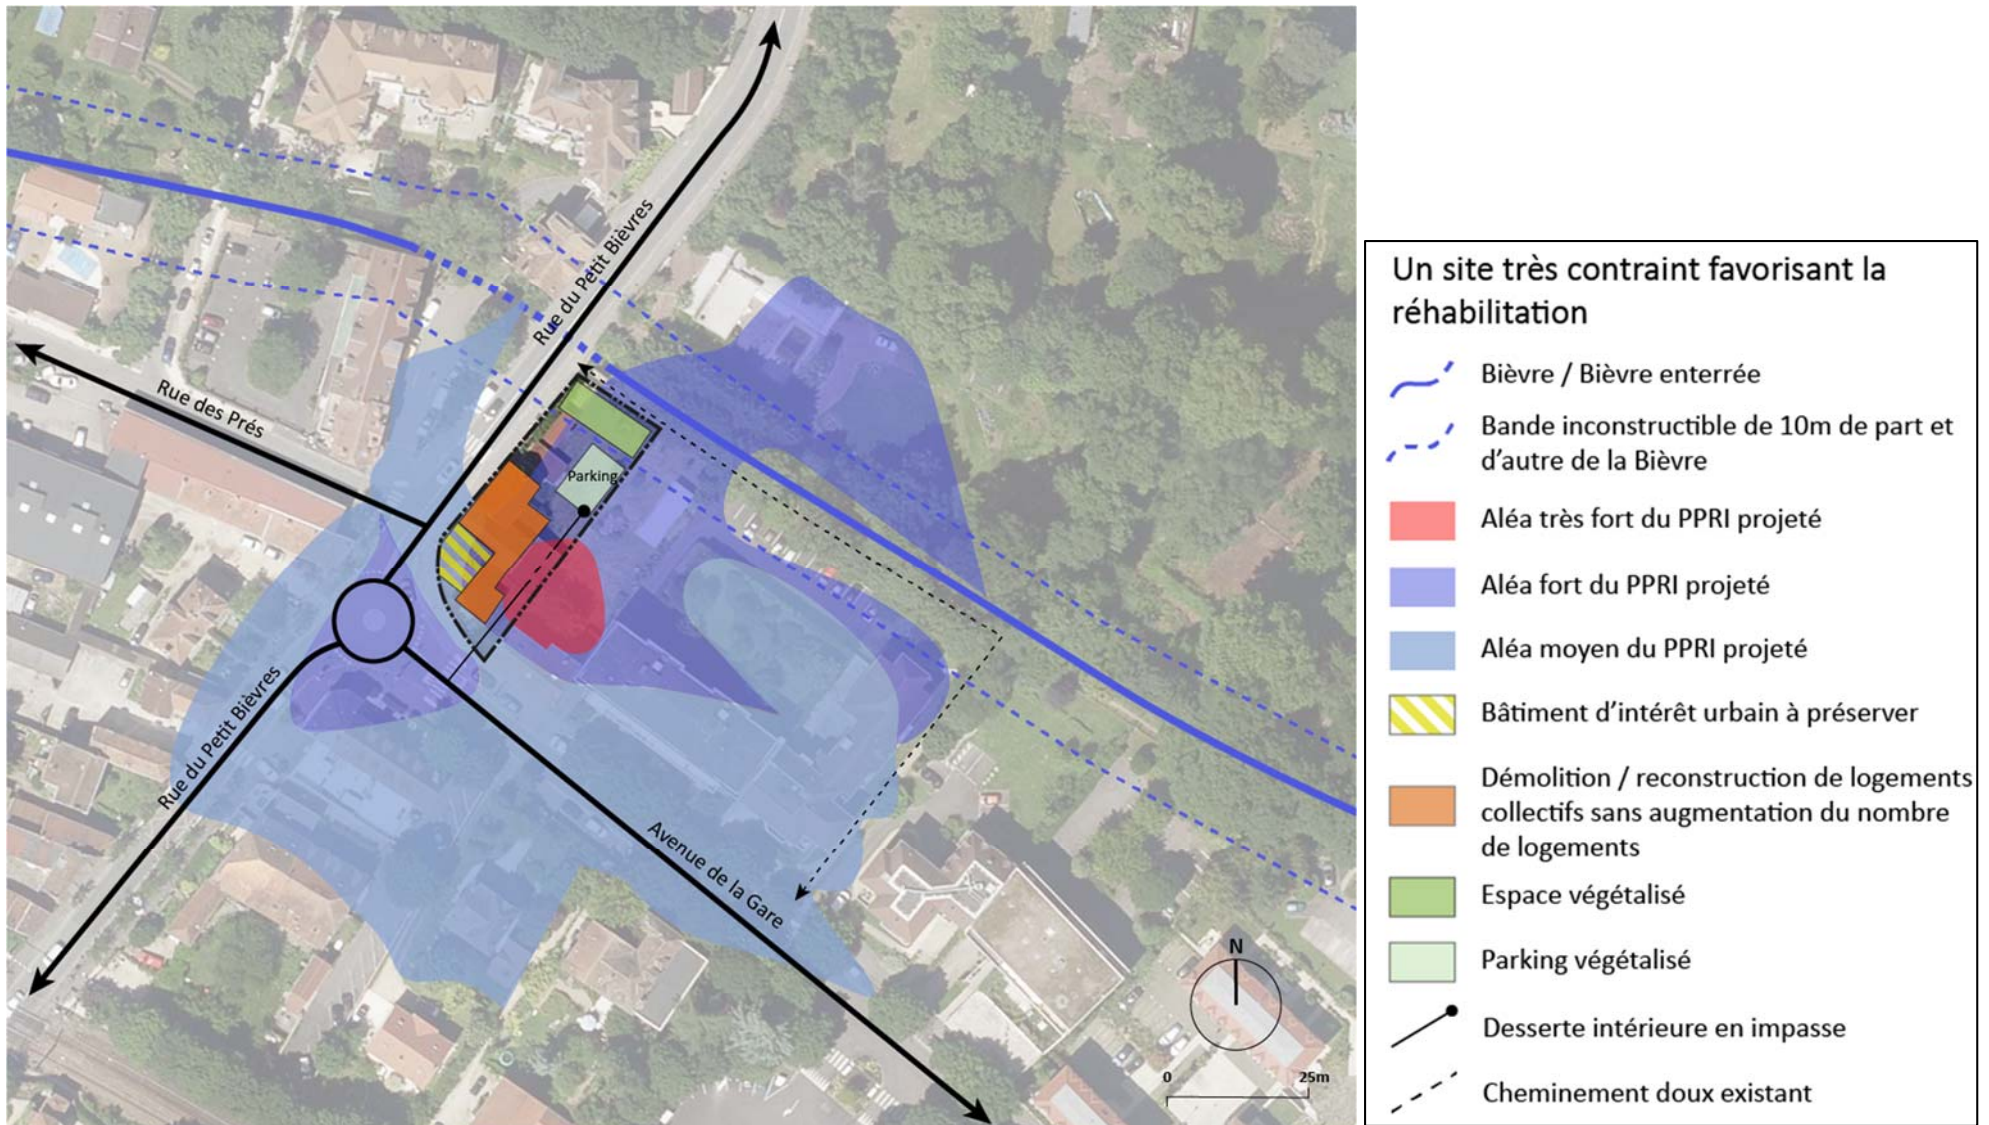 Rue du Petit Bièvres
Rue des Prés
Parking
Rue du Petit Bièvres
Avenue de la Gare
N
0 25m
Un site très contraint favorisant la
réhabilitation
Bièvre / Bièvre enterrée
Bande inconstructible de 10m de part et
d'autre de la Bièvre
Aléa très fort du PPRI projeté
Aléa fort du PPRI projeté
Aléa moyen du PPRI projeté
Bâtiment d'intérêt urbain à préserver
Démolition / reconstruction de logements
collectifs sans augmentation du nombre
de logements
Espace végétalisé
Parking végétalisé
Desserte intérieure en impasse
Cheminement doux existant